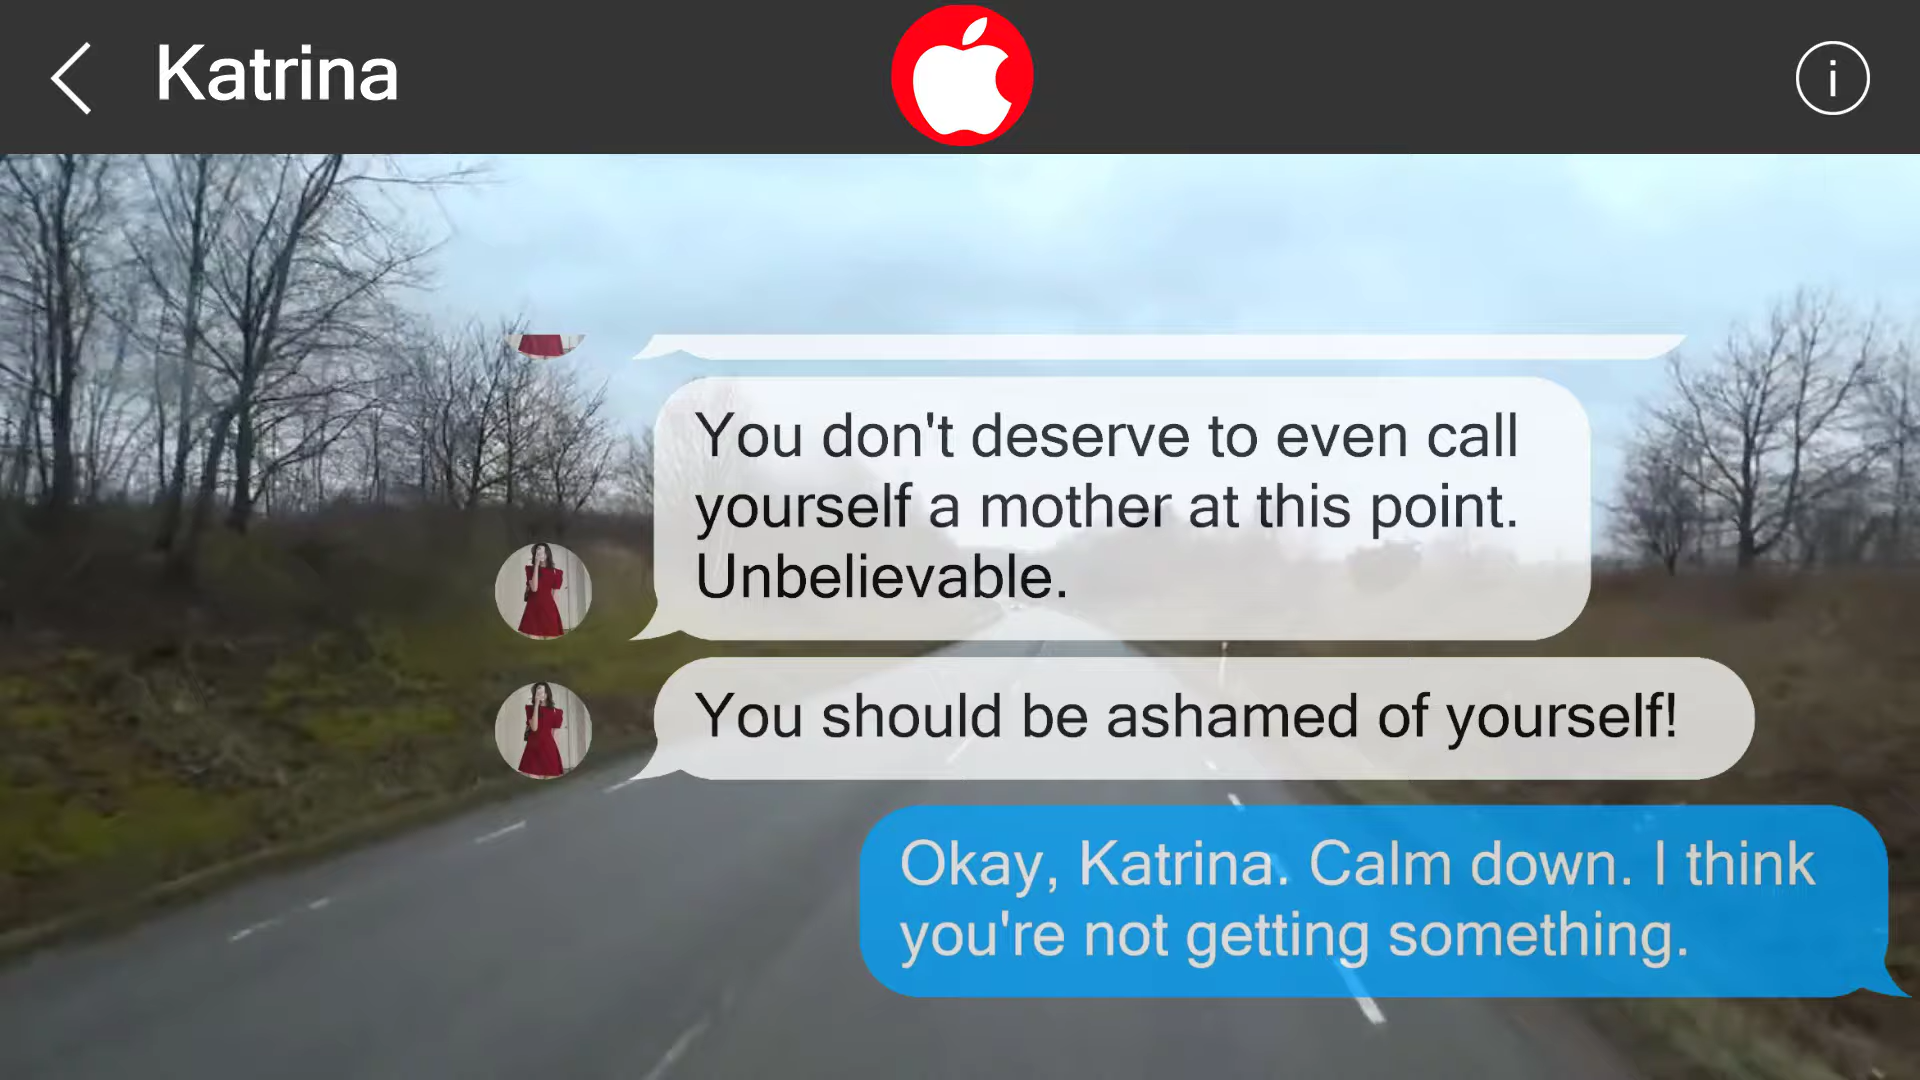 Katrina
i
You don't deserve to even call
yourself a mother at this point.
Unbelievable.
You should be ashamed of yourself!
Okay, Katrina. Calm down. I think
you're not getting something.